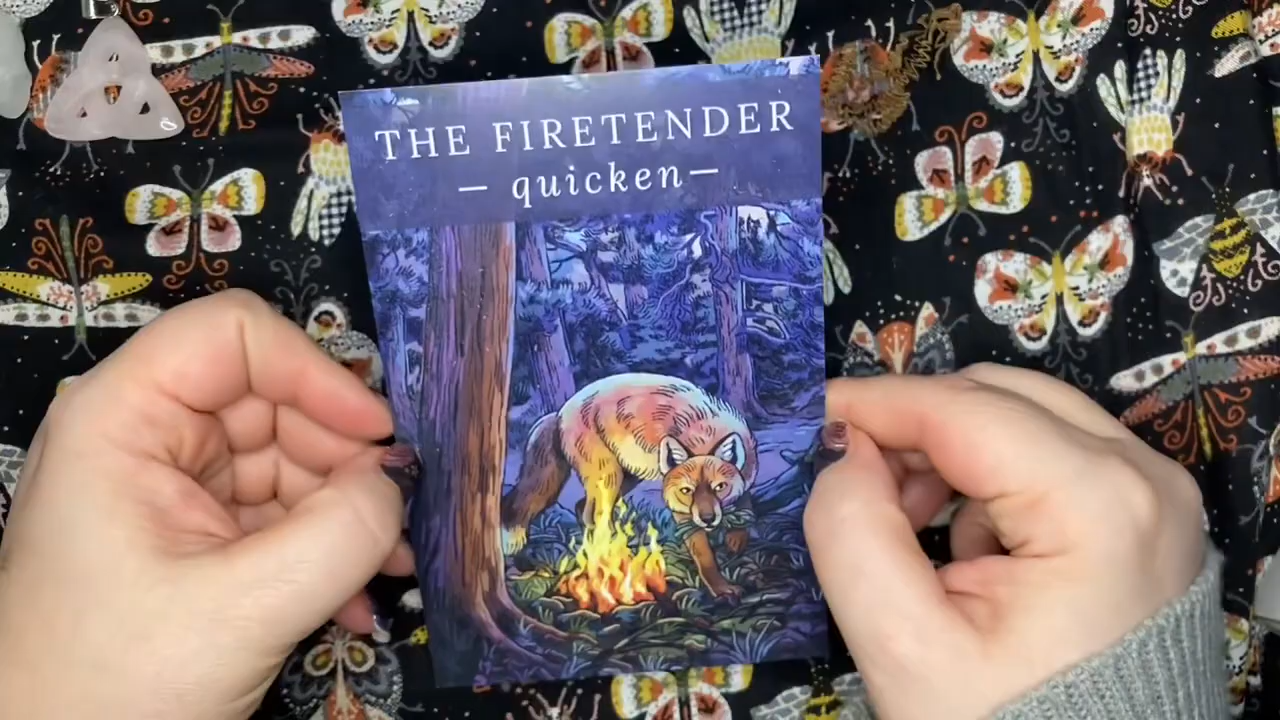 THE FIRETENDER
— quicken —